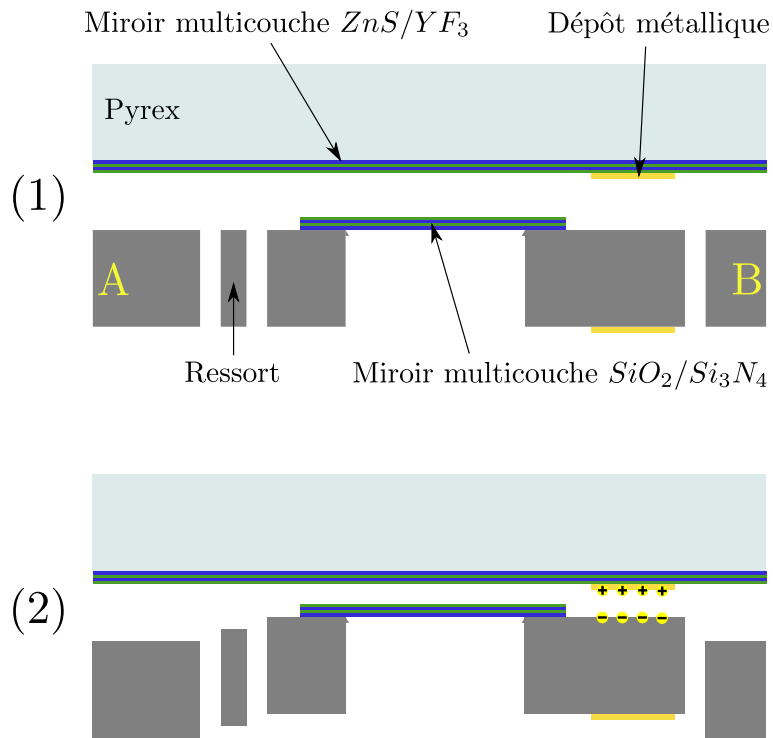 Miroir multicouche ZnS/YF₃
Dépôt métallique
Pyrex
(1)
A
B
Ressort
Miroir multicouche SiO₂/Si₃N₄
(2)
+ + + +
− − − −